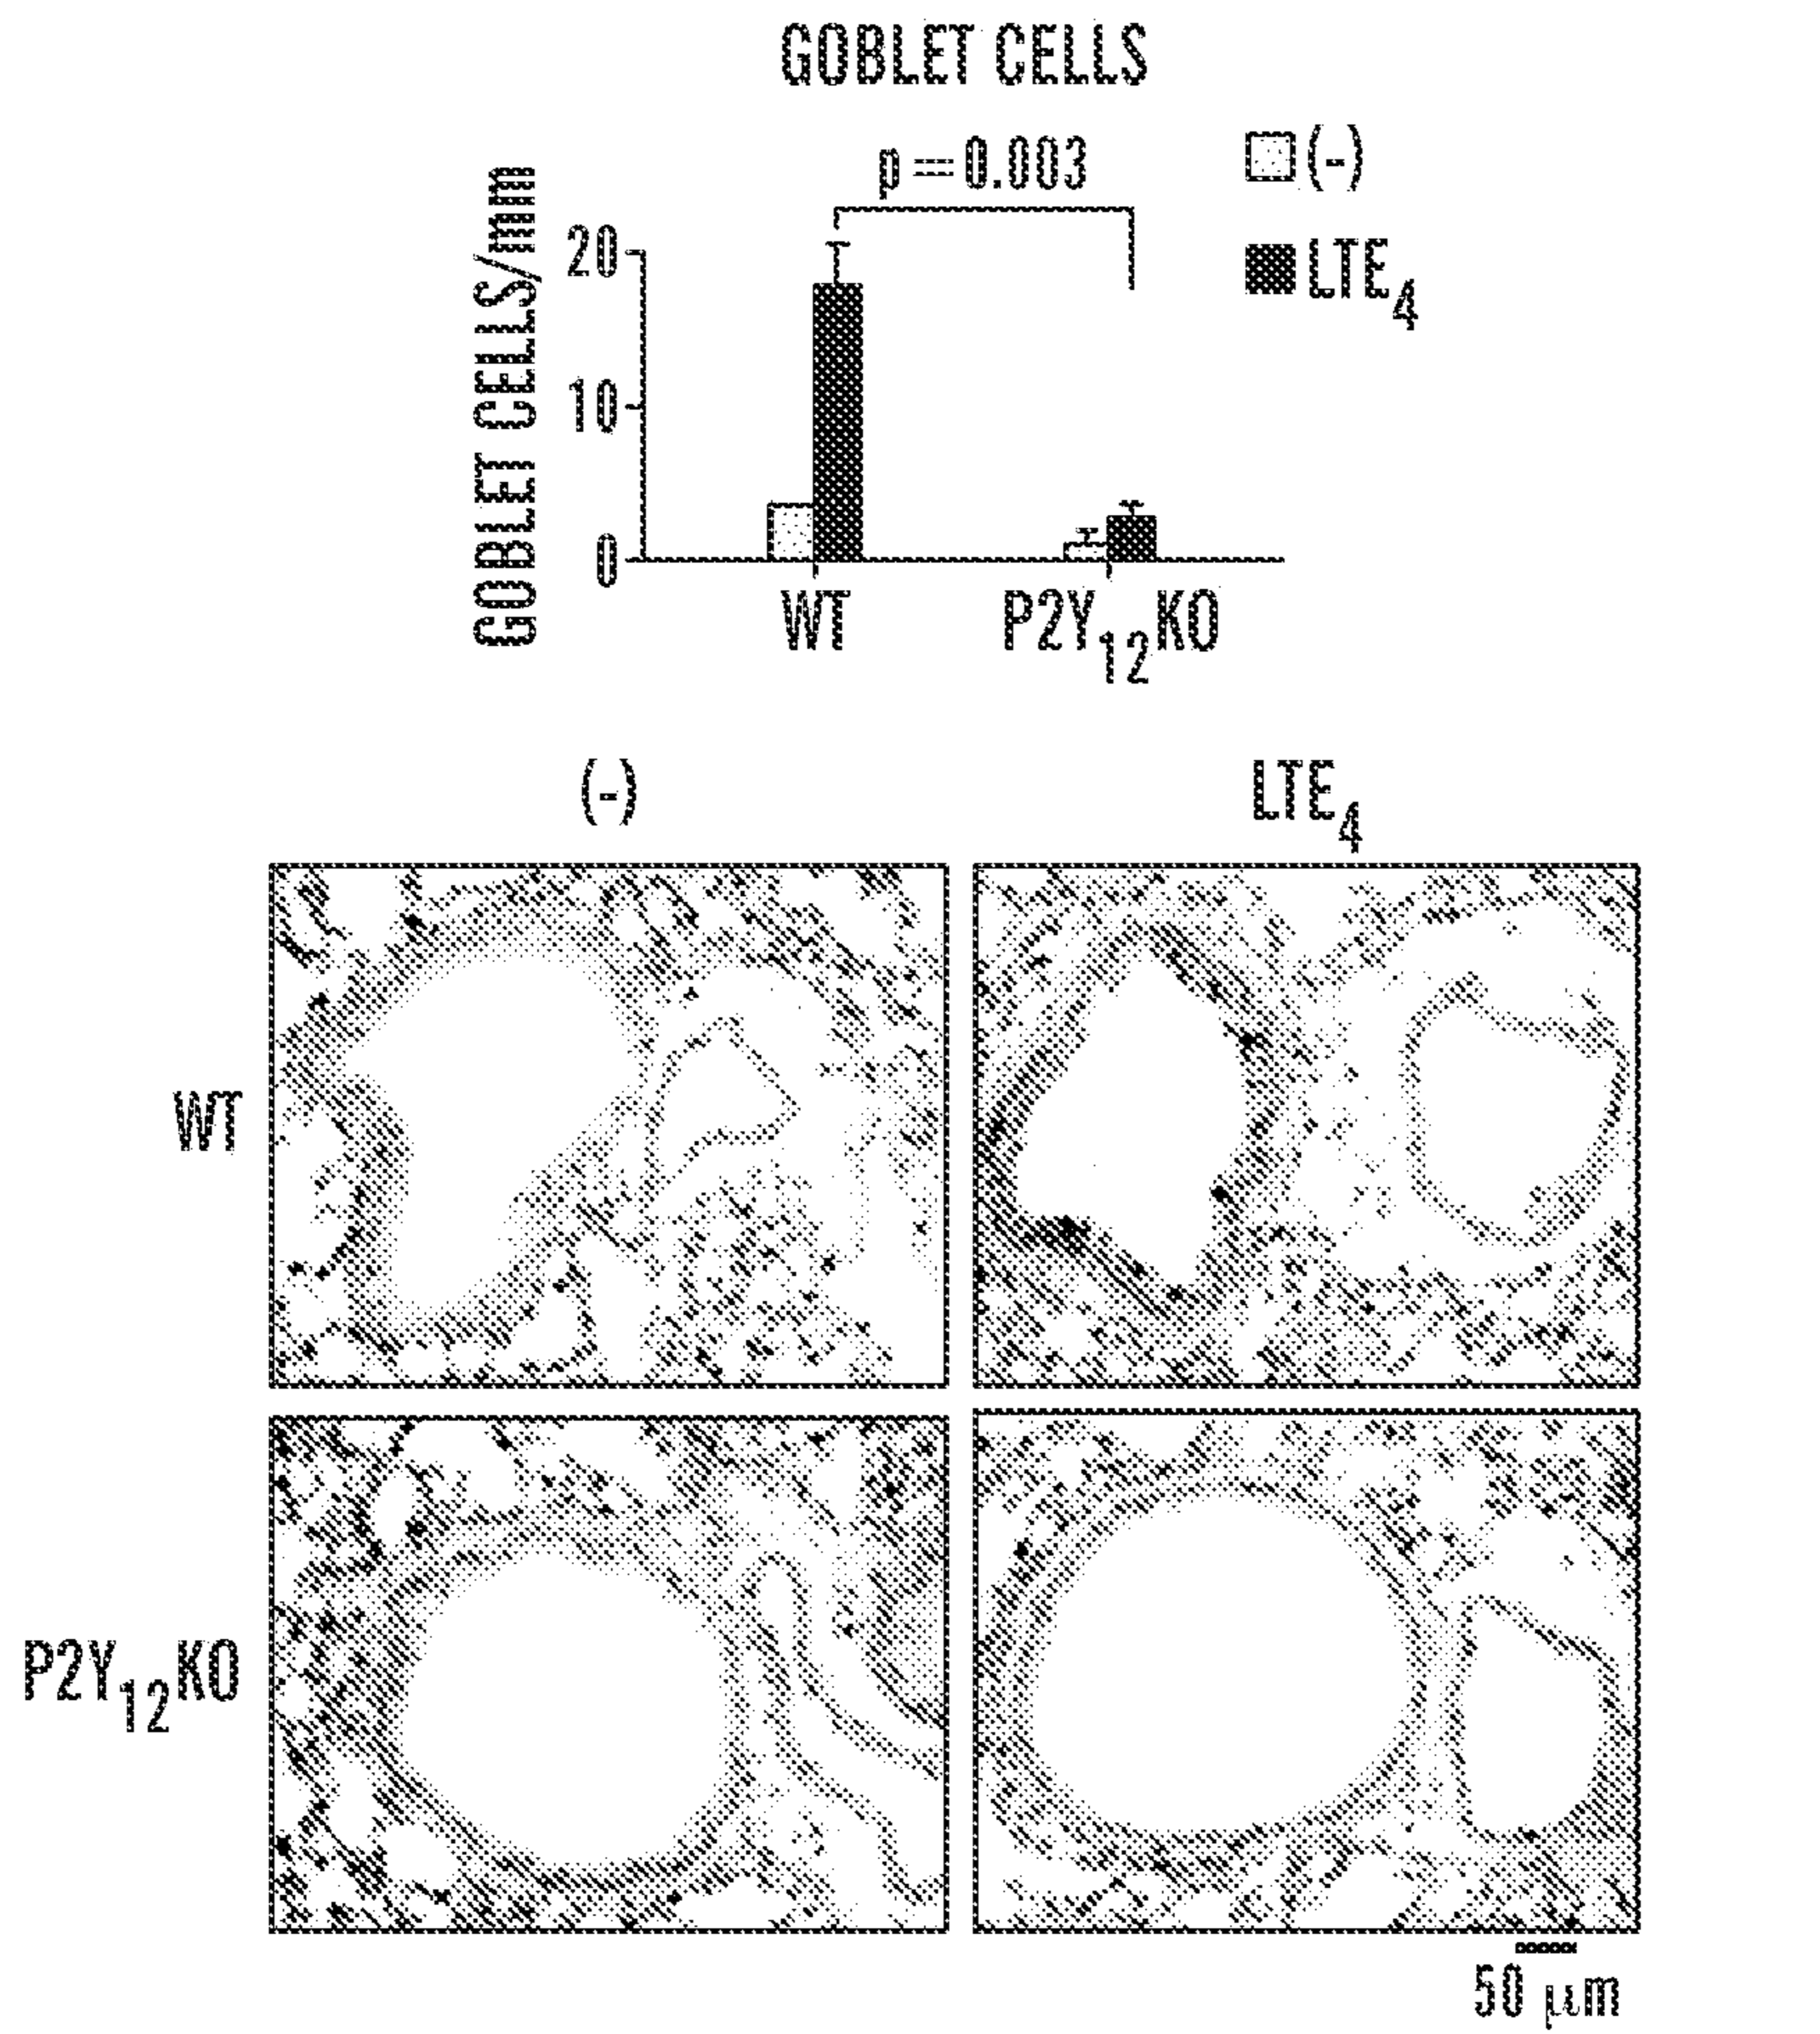 GOBLET CELLS
p = 0.003
(-)
LTE4
GOBLET CELLS/mm
20
10
0
WT
P2Y12KO
(-)
LTE4
WT
P2Y12KO
50 μm